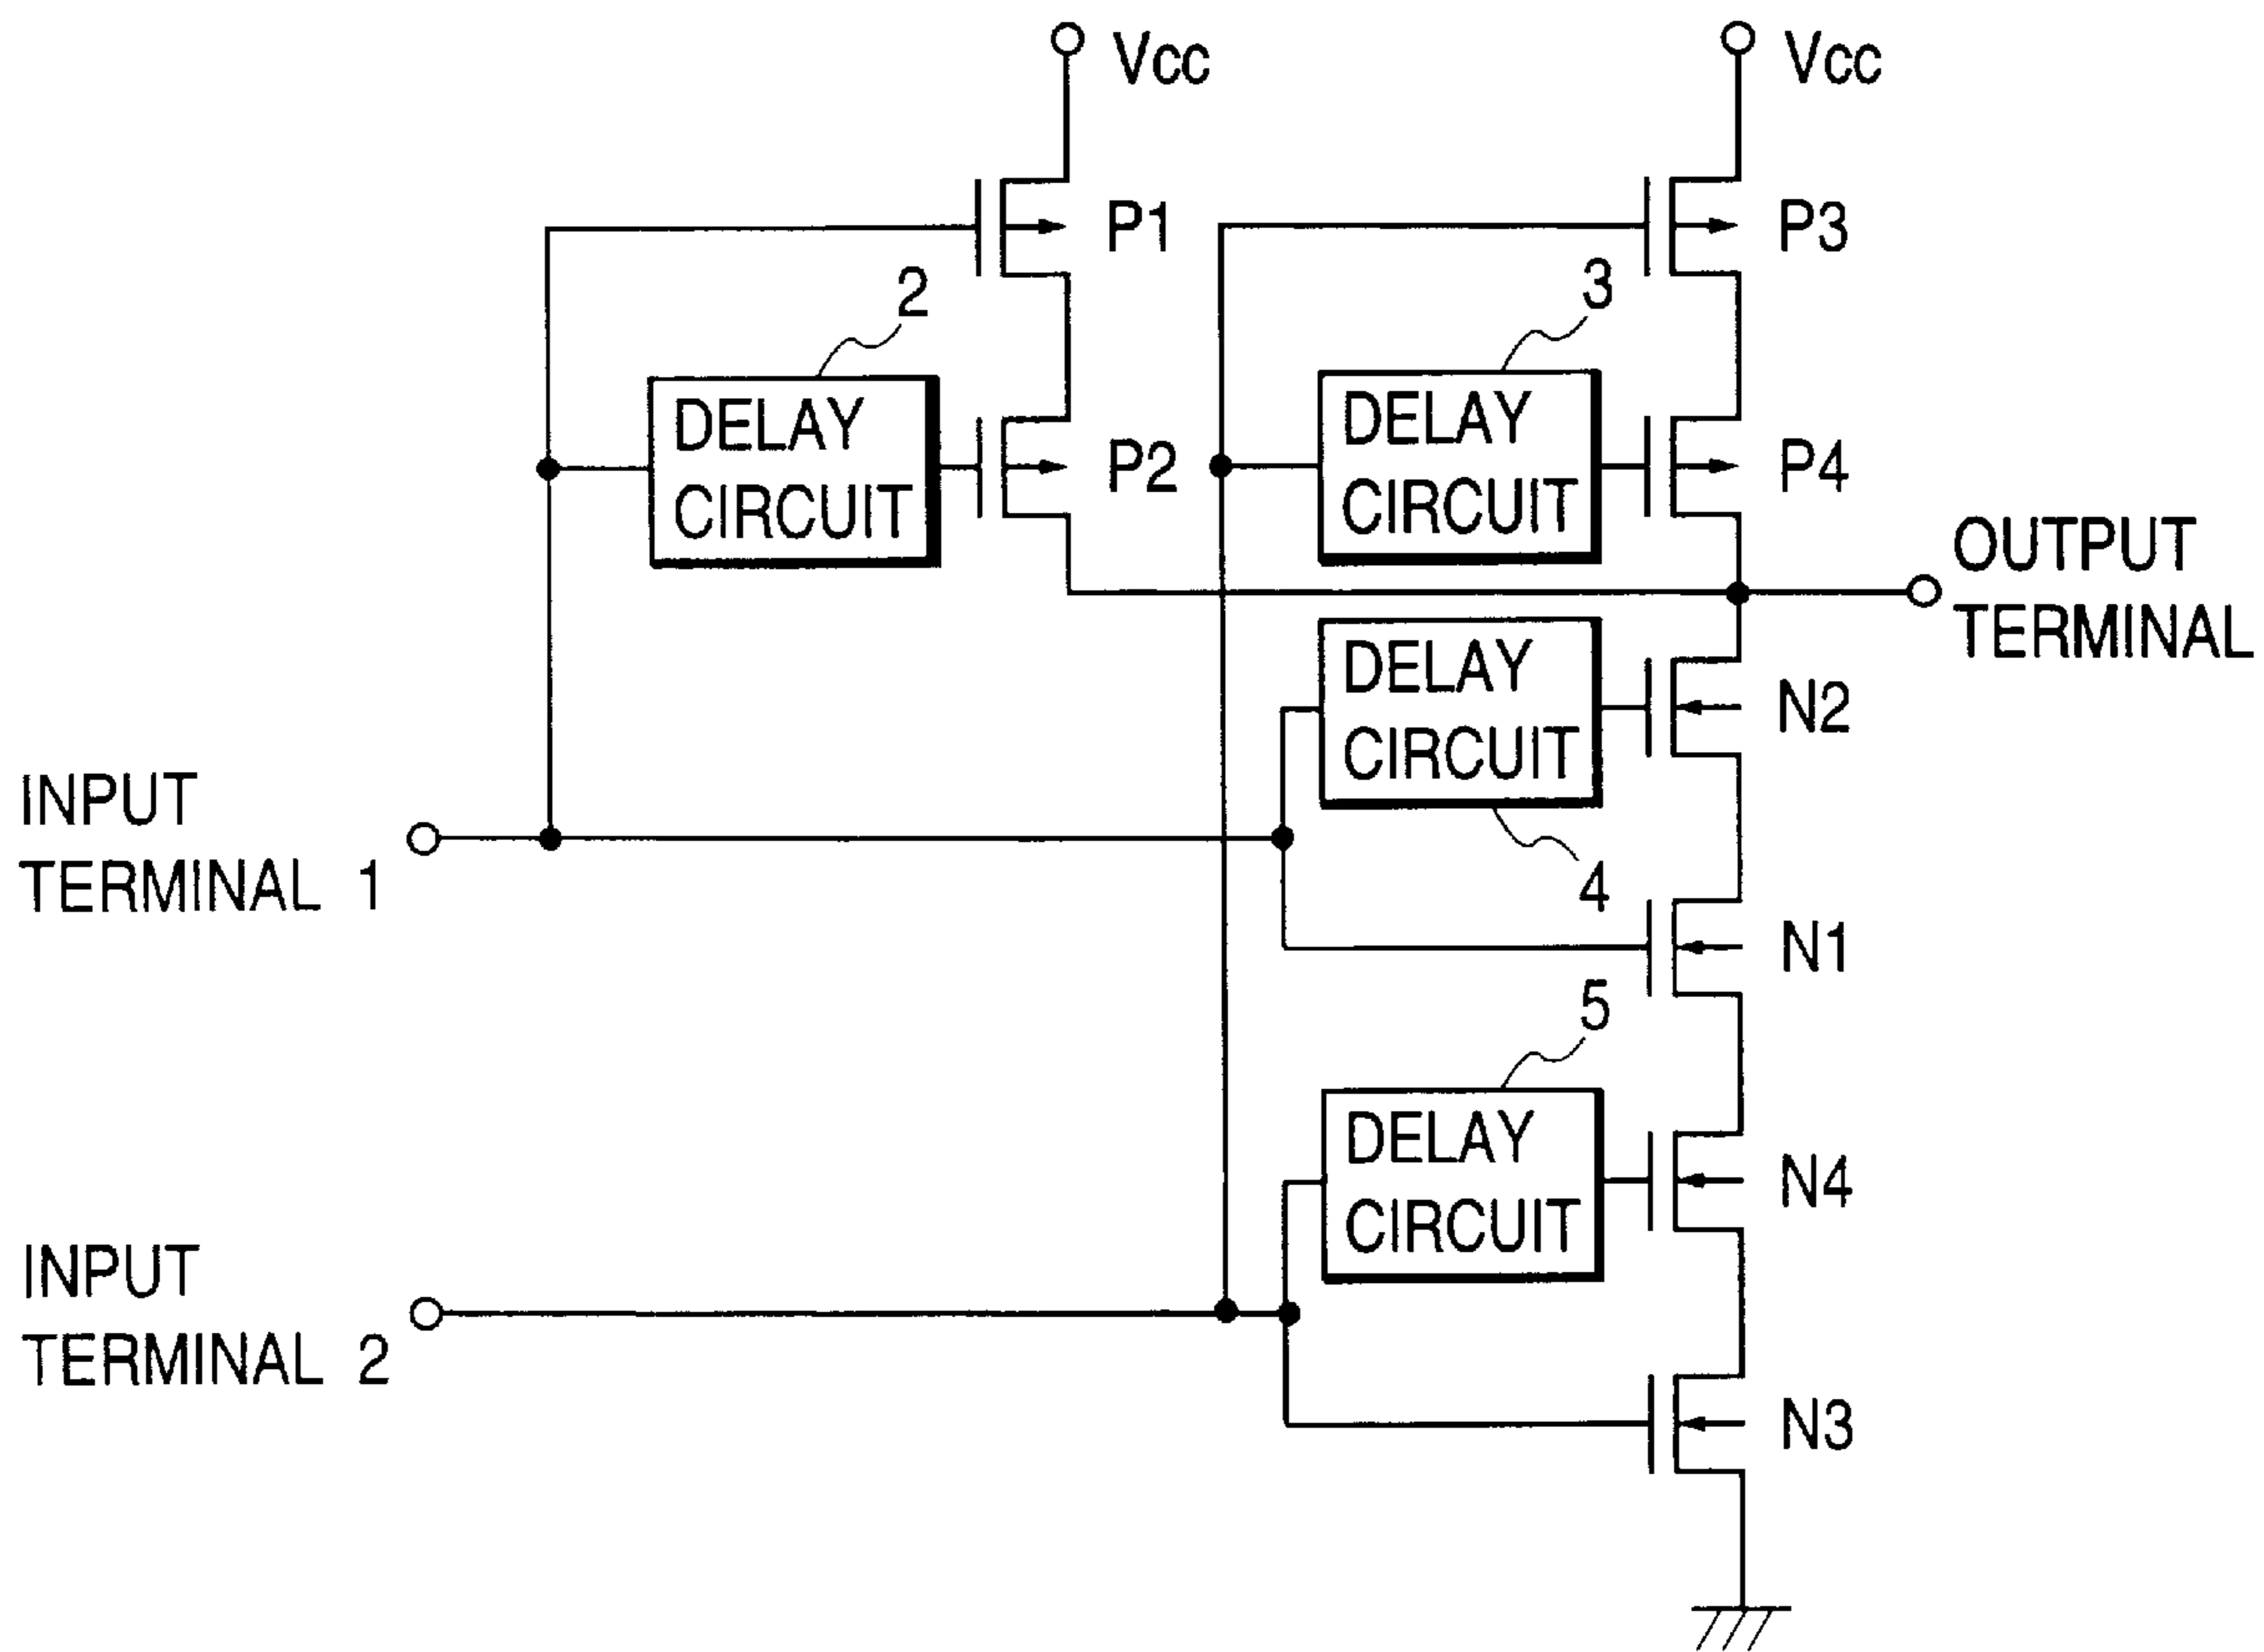 Vcc
Vcc
P1
P3
2
3
DELAY
CIRCUIT
P2
DELAY
CIRCUIT
P4
OUTPUT
TERMINAL
DELAY
CIRCUIT
N2
INPUT
TERMINAL 1
4
N1
5
DELAY
CIRCUIT
N4
INPUT
TERMINAL 2
N3